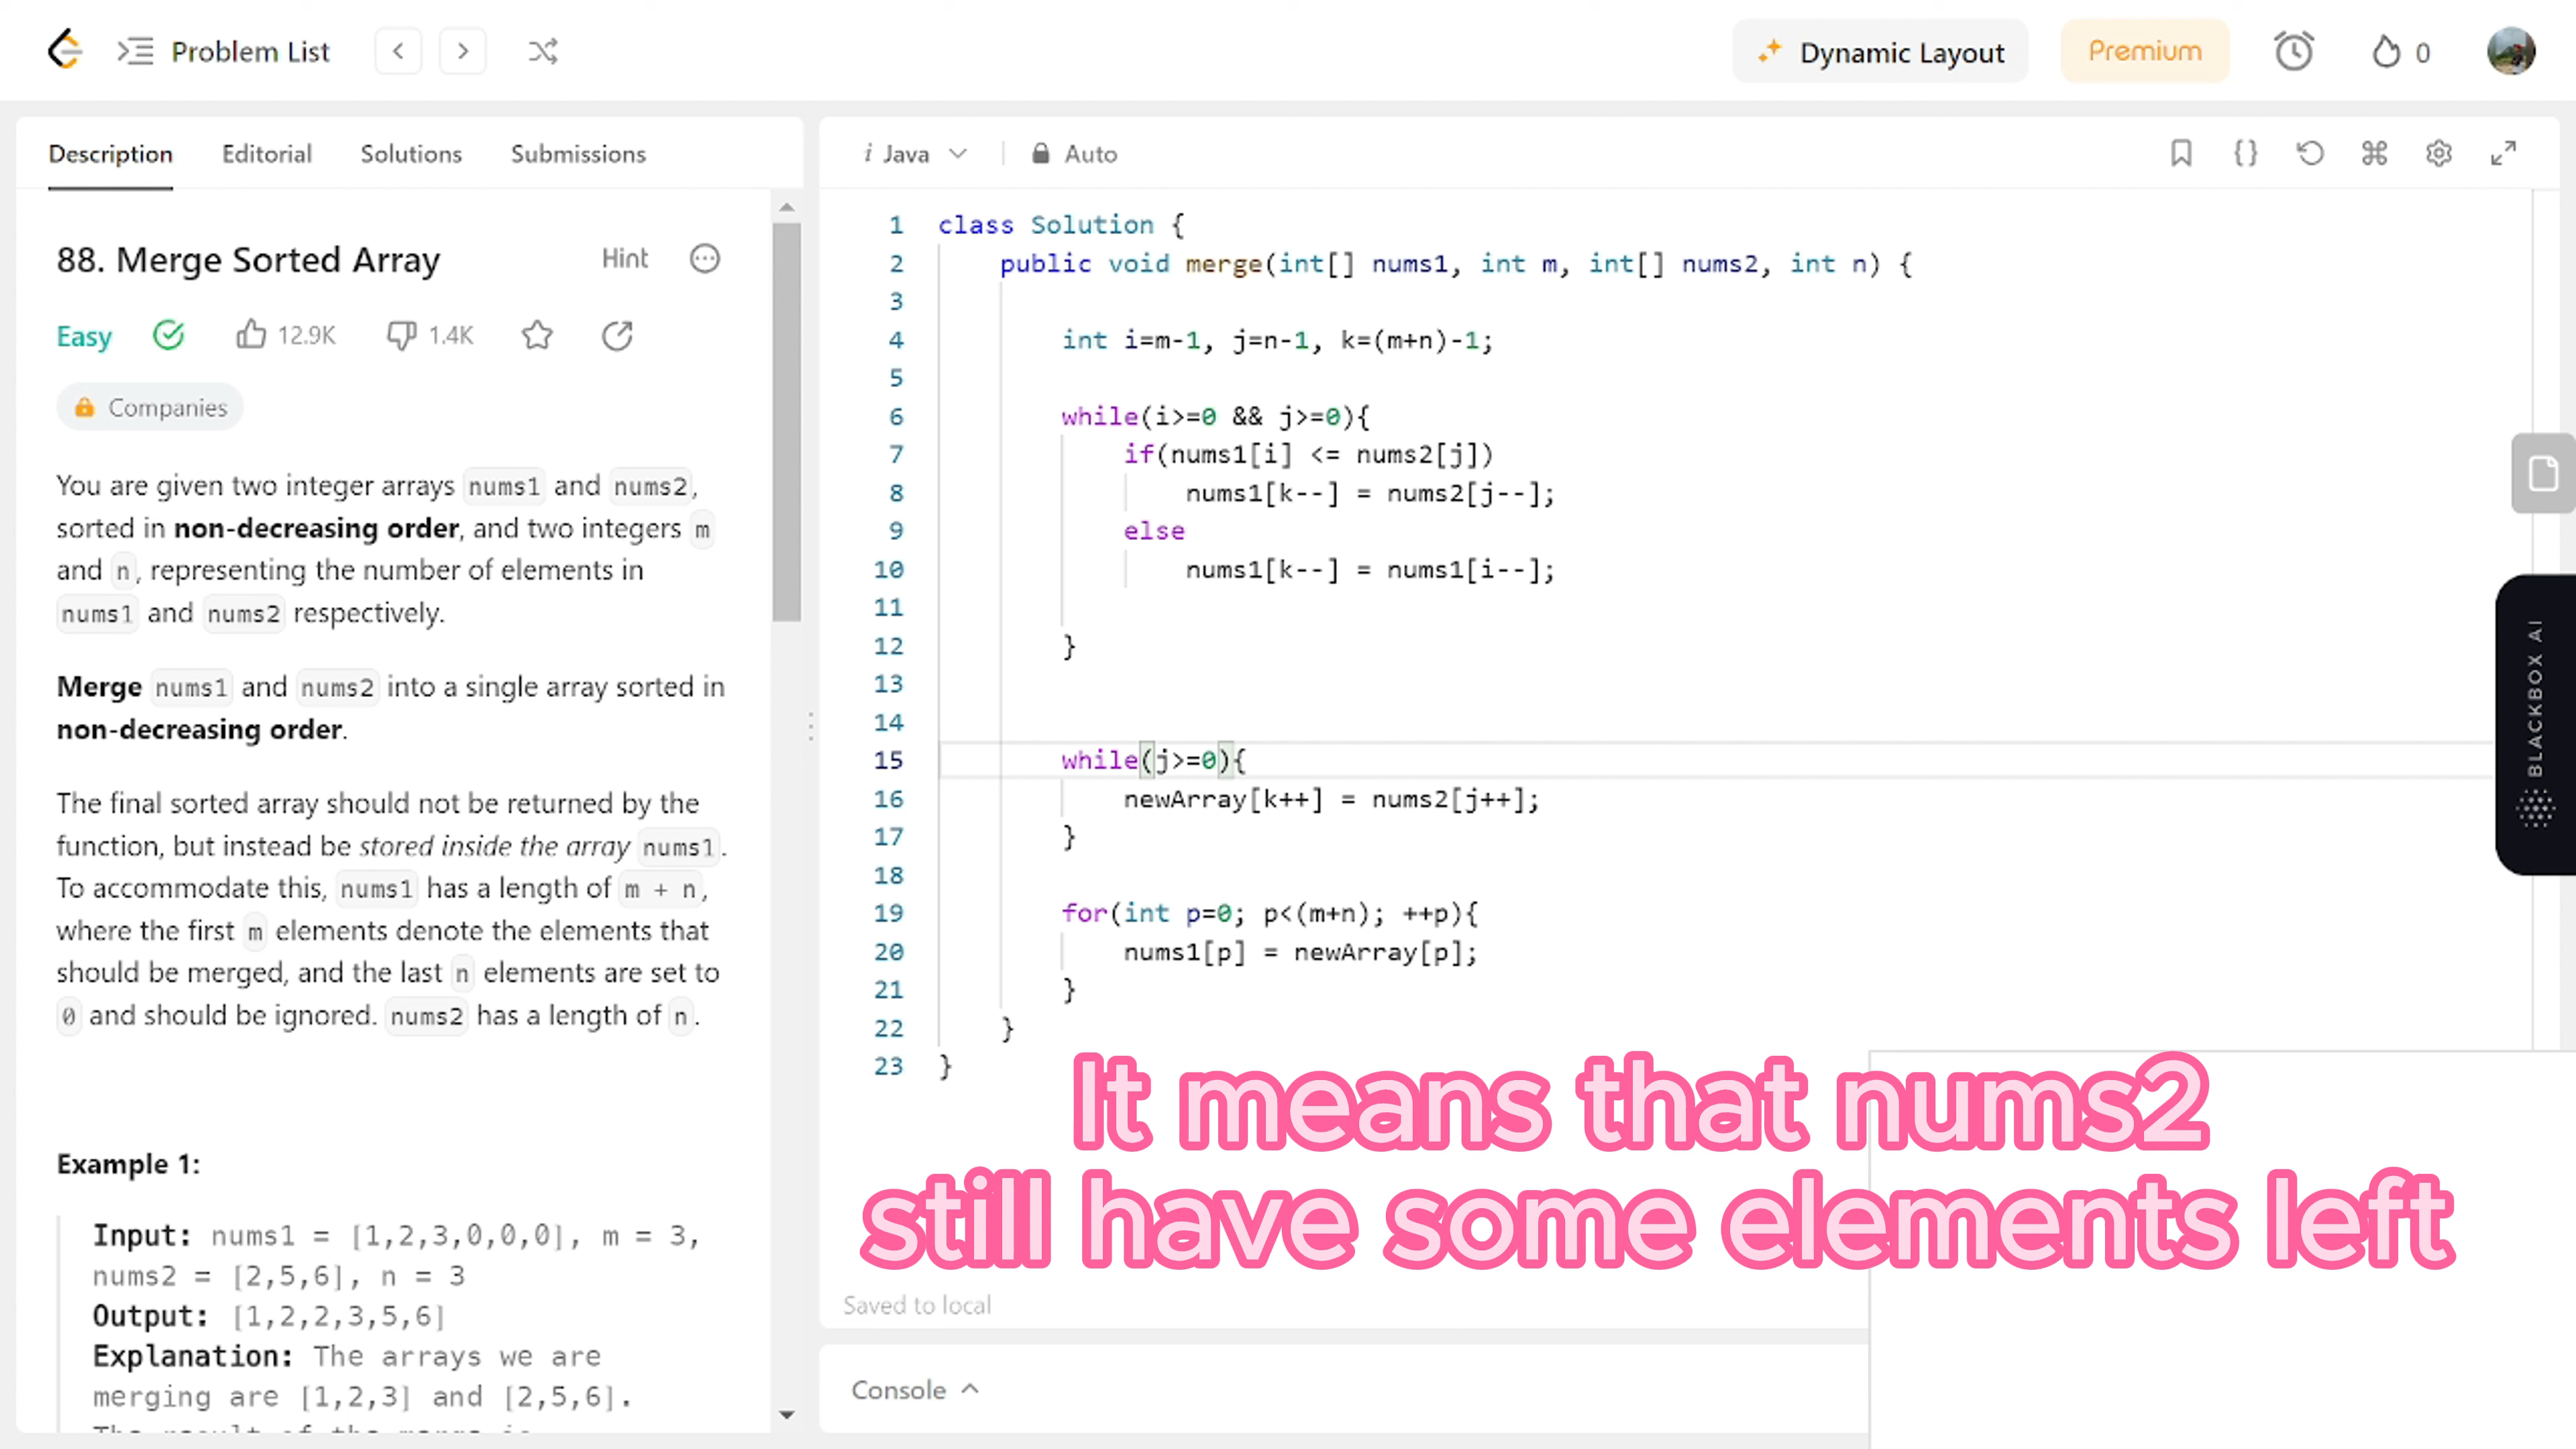 Problem List
Dynamic Layout
Premium
0
Description
Editorial
Solutions
Submissions
88. Merge Sorted Array
Hint
Easy
12.9K
1.4K
Companies
You are given two integer arrays nums1 and nums2,
sorted in non-decreasing order, and two integers m
and n, representing the number of elements in
nums1 and nums2 respectively.
Merge nums1 and nums2 into a single array sorted in
non-decreasing order.
The final sorted array should not be returned by the
function, but instead be stored inside the array nums1.
To accommodate this, nums1 has a length of m + n,
where the first m elements denote the elements that
should be merged, and the last n elements are set to
0 and should be ignored. nums2 has a length of n.
Example 1:
Input: nums1 = [1,2,3,0,0,0], m = 3,
nums2 = [2,5,6], n = 3
Output: [1,2,2,3,5,6]
Explanation: The arrays we are
merging are [1,2,3] and [2,5,6].
The result of the merge is
i Java
Auto
1 class Solution {
2 public void merge(int[] nums1, int m, int[] nums2, int n) {
3
4 int i=m-1, j=n-1, k=(m+n)-1;
5
6 while(i>=0 && j>=0){
7 if(nums1[i] <= nums2[j])
8 nums1[k--] = nums2[j--];
9 else
10 nums1[k--] = nums1[i--];
11
12 }
13
14
15 while(j>=0){
16 newArray[k++] = nums2[j++];
17 }
18
19 for(int p=0; p<(m+n); ++p){
20 nums1[p] = newArray[p];
21 }
22 }
23 }
It means that nums2
still have some elements left
Saved to local
Console
BLACKBOX AI